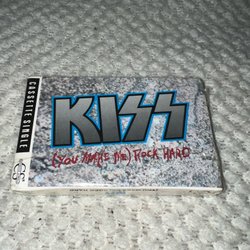 CASSETTE SINGLE
KISS
(YOU MAKE ME) ROCK HARD